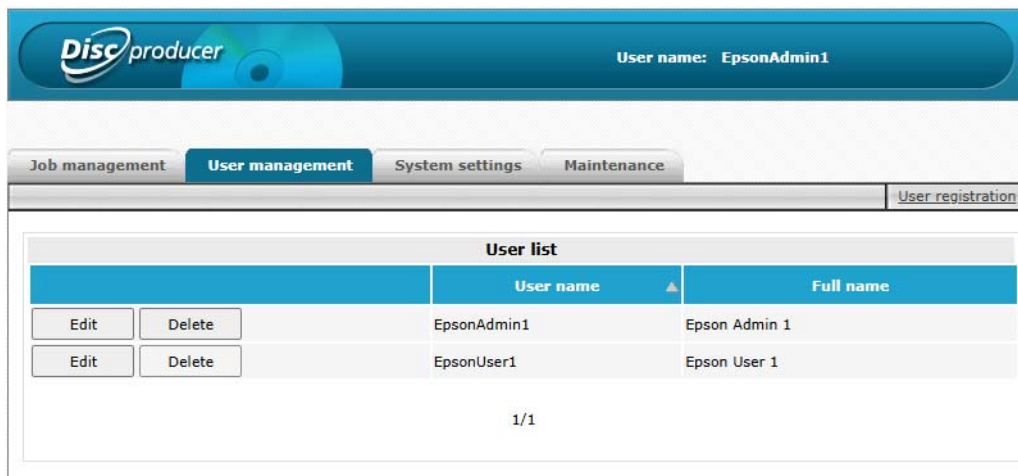 Disc producer User name: EpsonAdmin1
Job management User management System settings Maintenance
User registration
User list
User name Full name
Edit Delete EpsonAdmin1 Epson Admin 1
Edit Delete EpsonUser1 Epson User 1
1/1